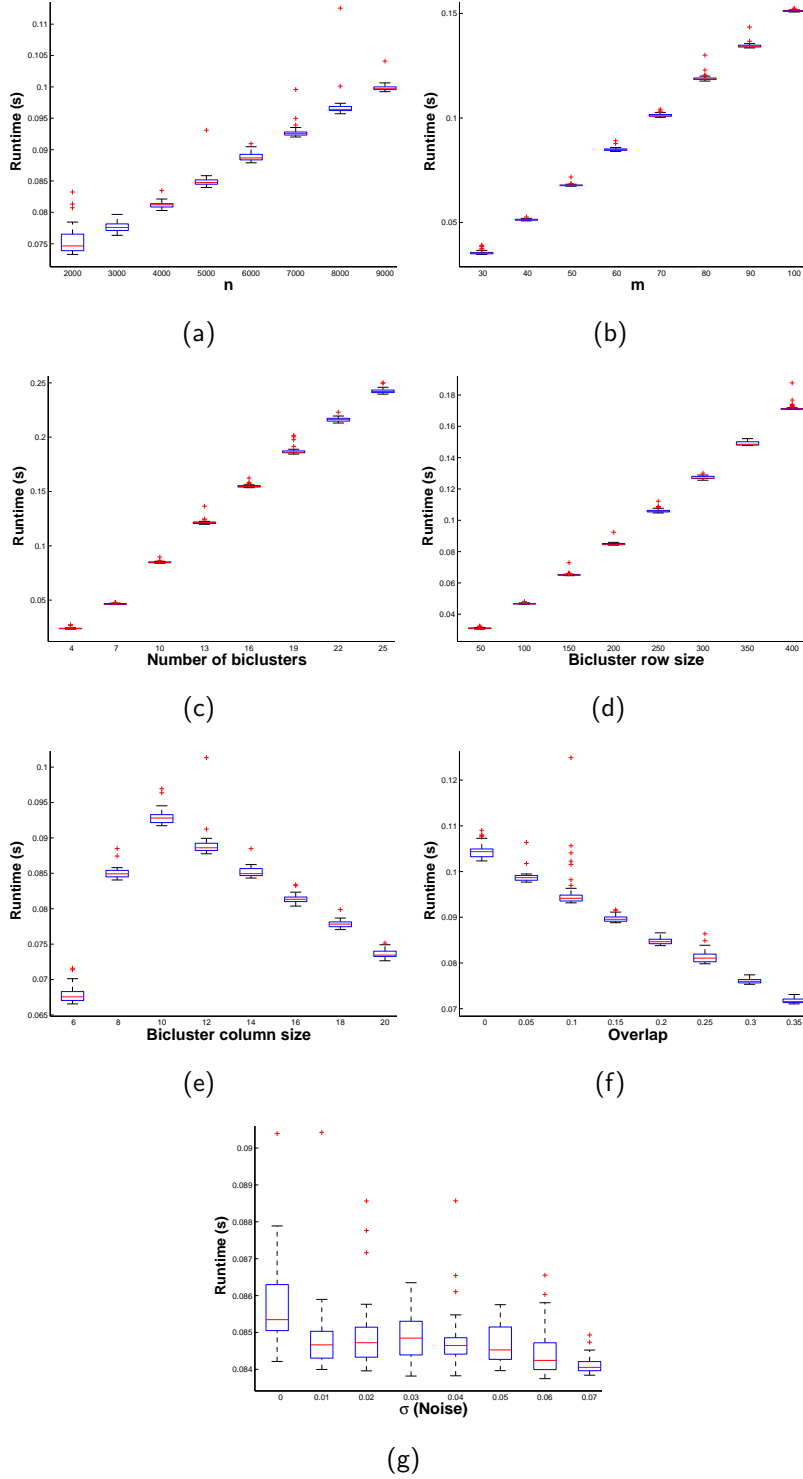 0.11
0.105
0.1
0.095
0.09
0.085
0.08
0.075
Runtime (s)
2000 3000 4000 5000 6000 7000 8000 9000
n
(a)
0.15
0.1
0.05
Runtime (s)
30 40 50 60 70 80 90 100
m
(b)
0.25
0.2
0.15
0.1
0.05
Runtime (s)
4 7 10 13 16 19 22 25
Number of biclusters
(c)
0.18
0.16
0.14
0.12
0.1
0.08
0.06
0.04
Runtime (s)
50 100 150 200 250 300 350 400
Bicluster row size
(d)
0.1
0.095
0.09
0.085
0.08
0.075
0.07
0.065
Runtime (s)
6 8 10 12 14 16 18 20
Bicluster column size
(e)
0.12
0.11
0.1
0.09
0.08
0.07
Runtime (s)
0 0.05 0.1 0.15 0.2 0.25 0.3 0.35
Overlap
(f)
0.09
0.089
0.088
0.087
0.086
0.085
0.084
Runtime (s)
0 0.01 0.02 0.03 0.04 0.05 0.06 0.07
σ (Noise)
(g)